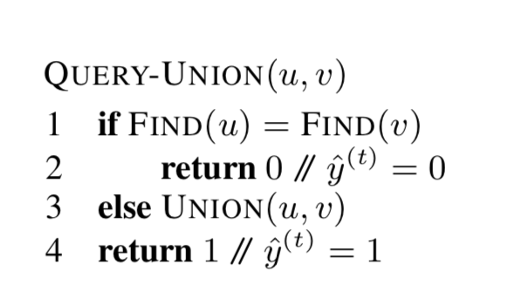 QUERY-UNION(u, v)
1 if FIND(u) = FIND(v)
2 return 0 // ŷ^(t) = 0
3 else UNION(u, v)
4 return 1 // ŷ^(t) = 1